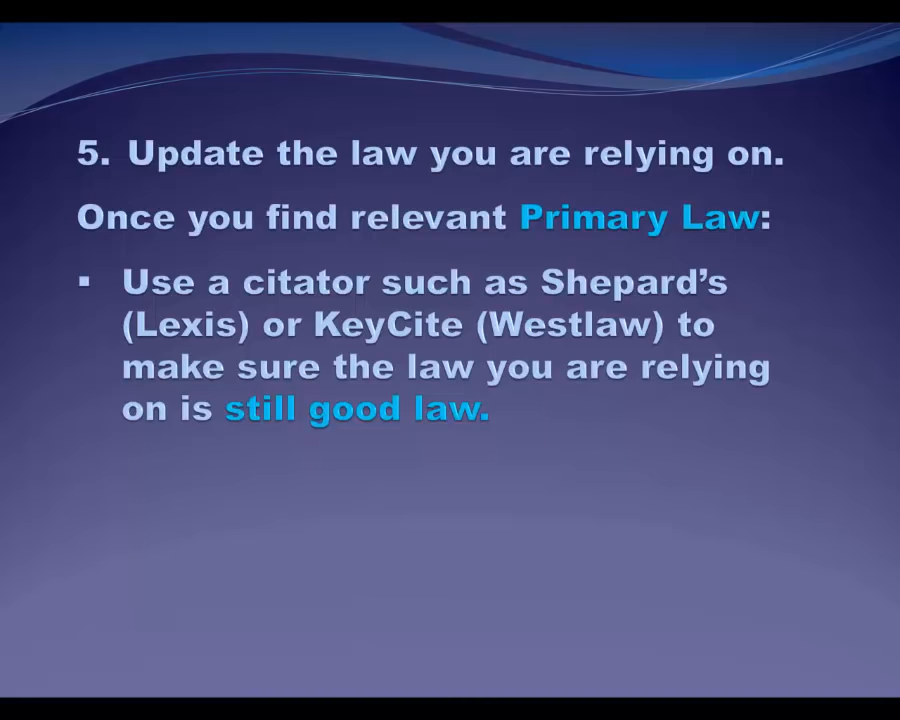 5. Update the law you are relying on.
Once you find relevant Primary Law:
▪ Use a citator such as Shepard’s
(Lexis) or KeyCite (Westlaw) to
make sure the law you are relying
on is still good law.